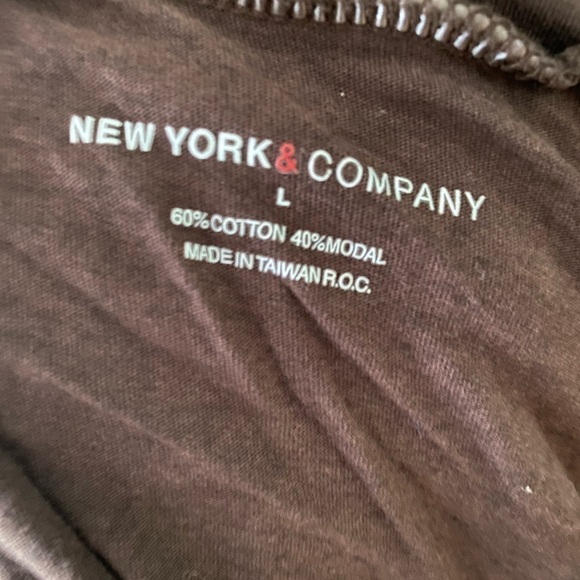 NEW YORK & COMPANY
L
60%COTTON 40%MODAL
MADE IN TAIWAN R.O.C.